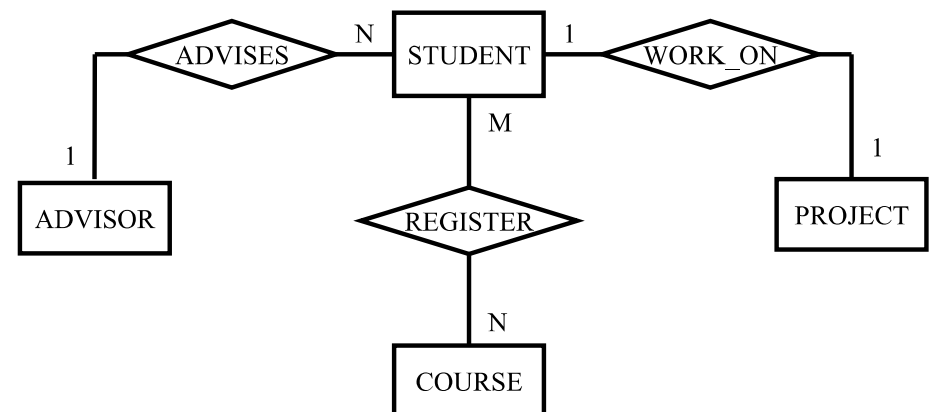 ADVISES
N
STUDENT
1
WORK_ON
M
1
1
ADVISOR
REGISTER
PROJECT
N
COURSE